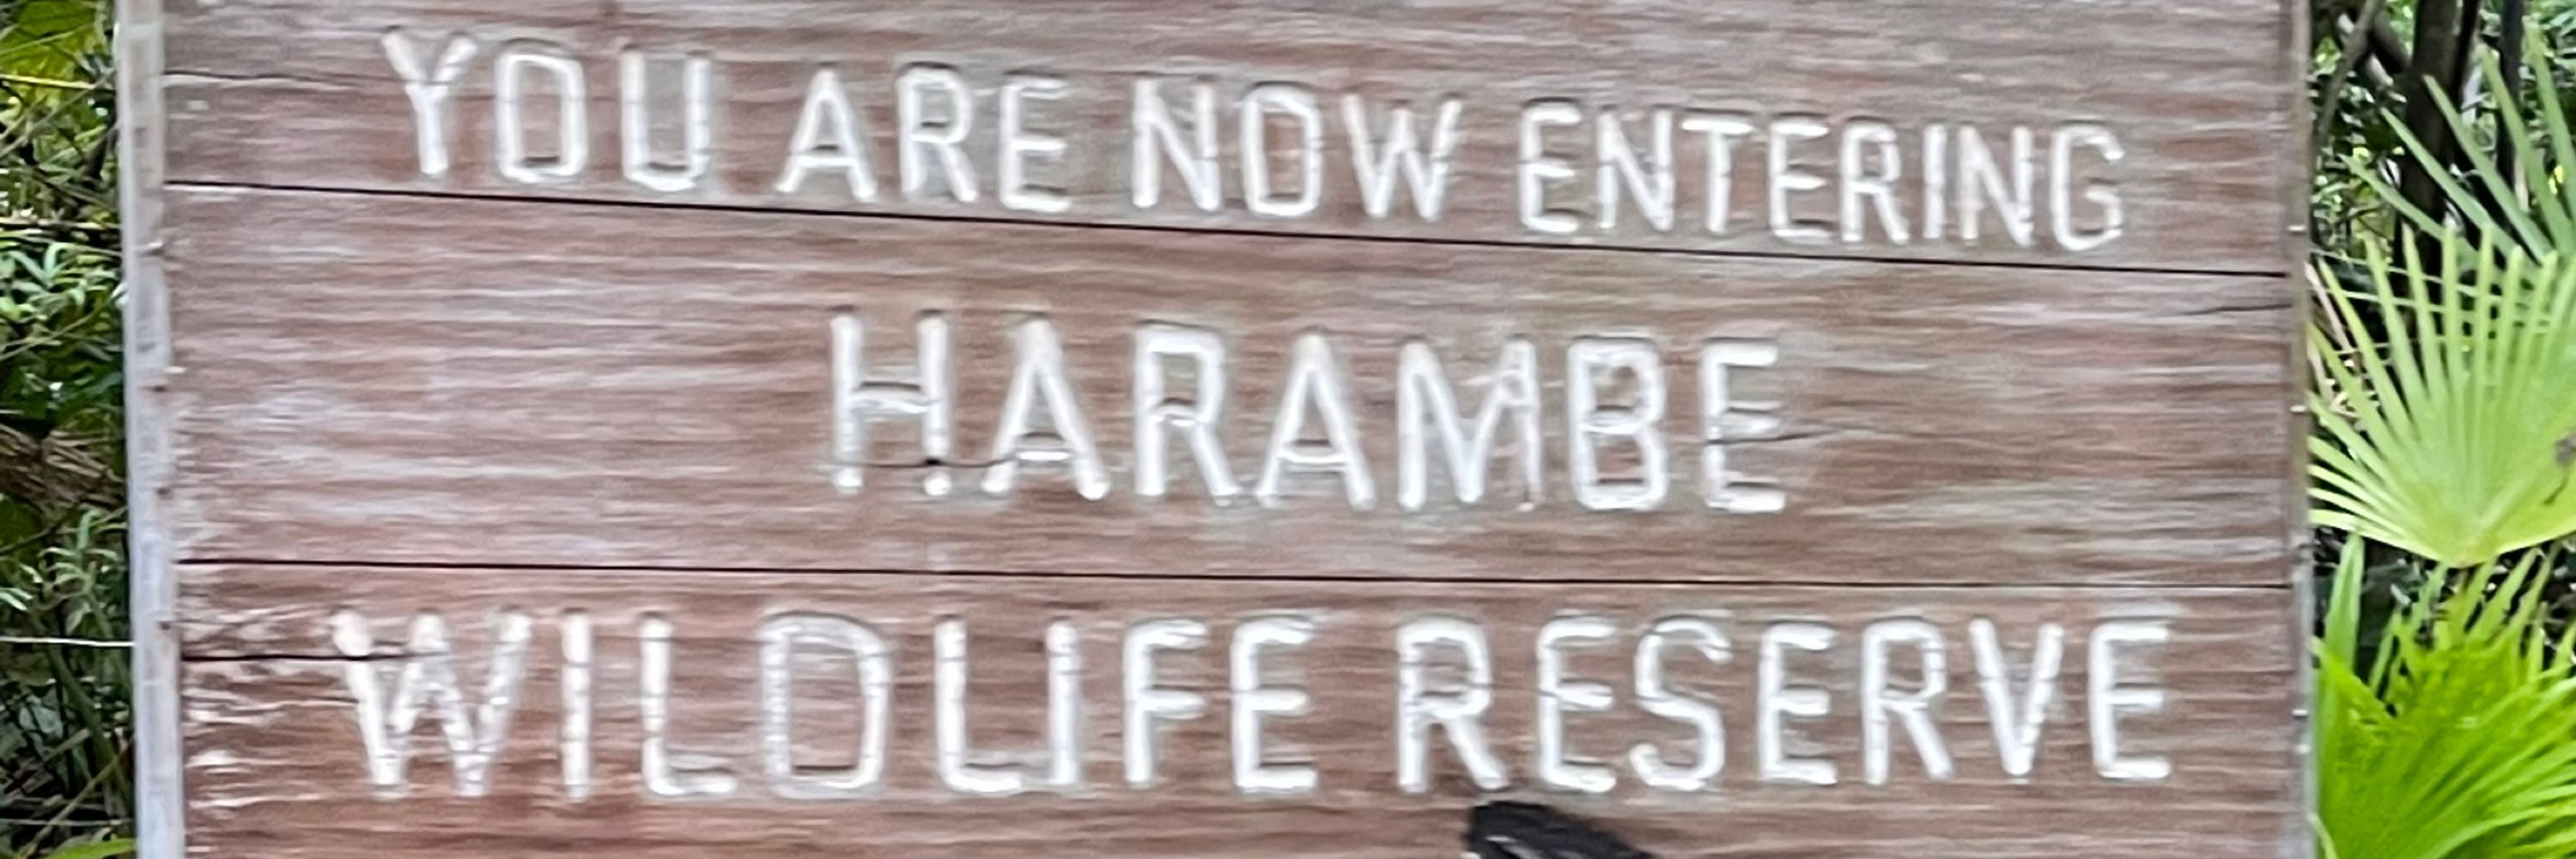 YOU ARE NOW ENTERING
HARAMBE
WILDLIFE RESERVE